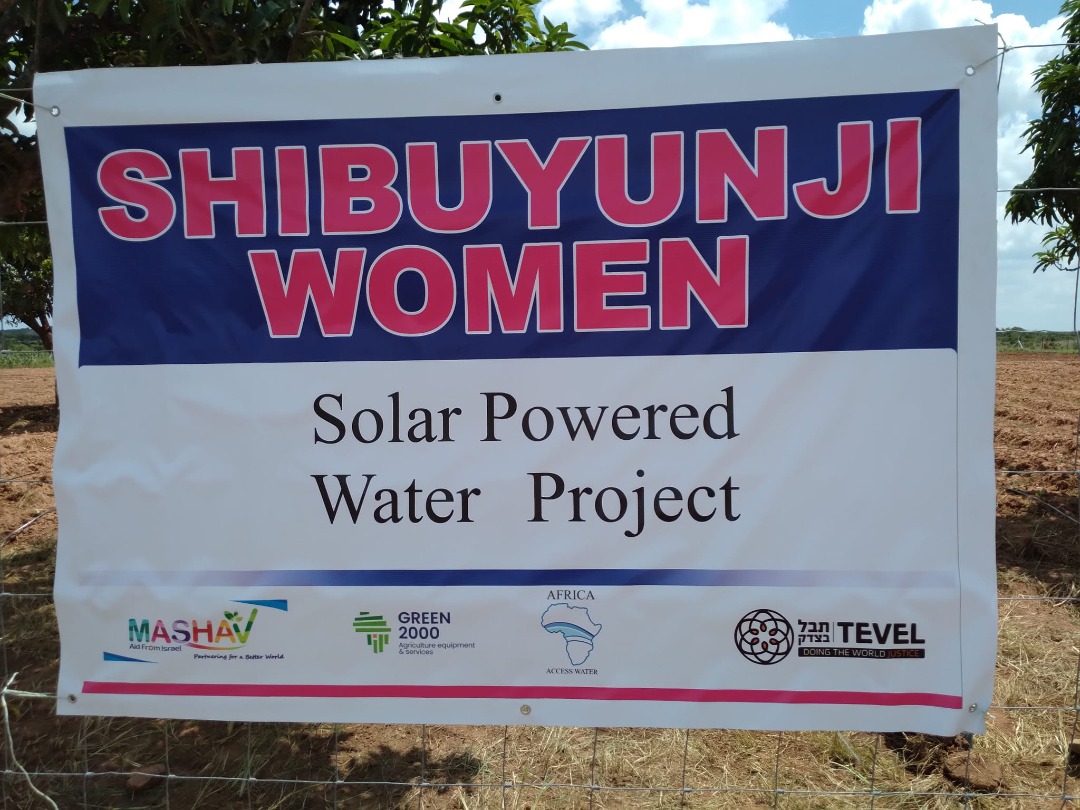 SHIBUYUNJI
WOMEN
Solar Powered
Water Project
MASHAV
Aid From Israel
Partnering for a Better World
GREEN
2000
Agriculture equipment
& services
AFRICA
ACCESS WATER
תבל
בצדק
TEVEL
DOING THE WORLD JUSTICE